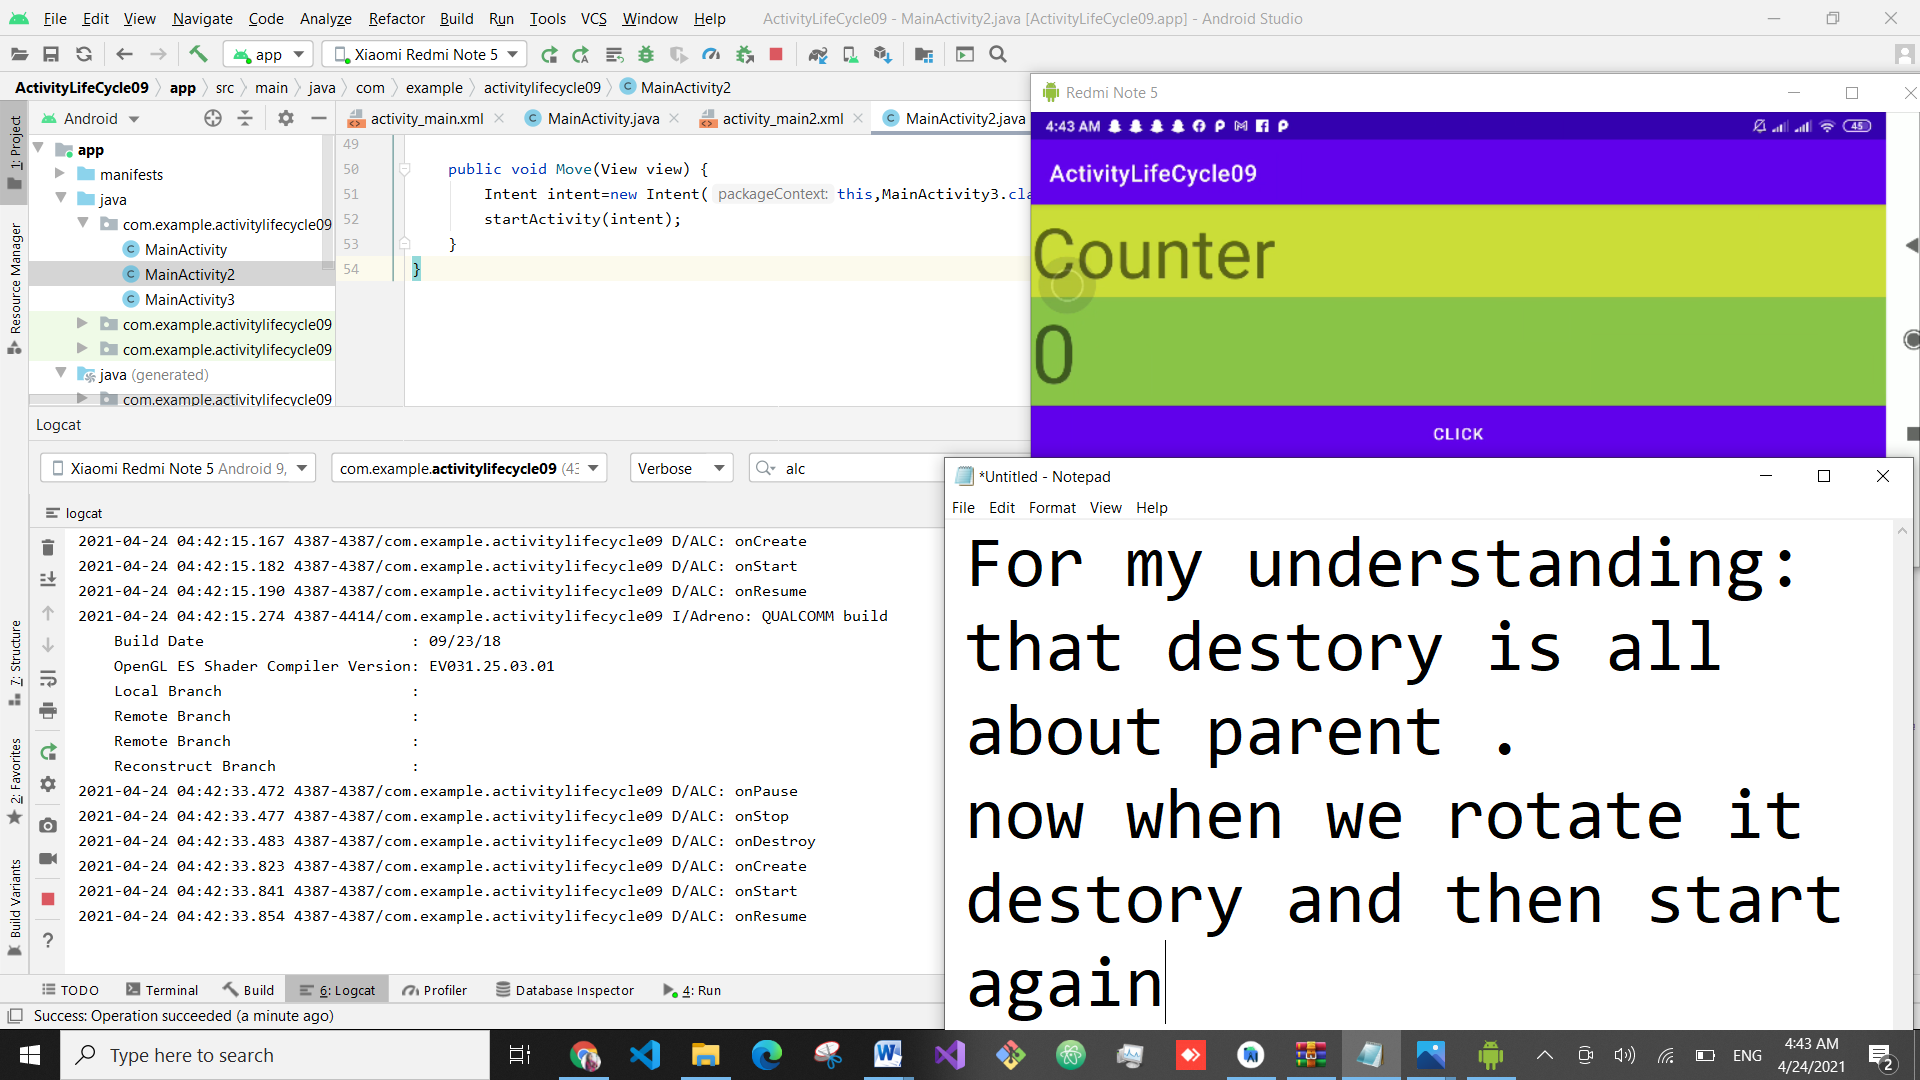 File Edit View Navigate Code Analyze Refactor Build Run Tools VCS Window Help ActivityLifeCycle09 - MainActivity2.java [ActivityLifeCycle09.app] - Android Studio
app Xiaomi Redmi Note 5
ActivityLifeCycle09 app src main java com example activitylifecycle09 MainActivity2
Android activity_main.xml MainActivity.java activity_main2.xml MainActivity2.java
1: Project
Resource Manager
7: Structure
2: Favorites
Build Variants
app
manifests
java
com.example.activitylifecycle09
MainActivity
MainActivity2
MainActivity3
com.example.activitylifecycle09
com.example.activitylifecycle09
java (generated)
com.example.activitylifecycle09
49
50 public void Move(View view) {
51 Intent intent=new Intent( packageContext: this,MainActivity3.cla
52 startActivity(intent);
53 }
54 }
Redmi Note 5
4:43 AM 45
ActivityLifeCycle09
Counter
0
CLICK
Logcat
Xiaomi Redmi Note 5 Android 9, com.example.activitylifecycle09 (43 Verbose alc
logcat
2021-04-24 04:42:15.167 4387-4387/com.example.activitylifecycle09 D/ALC: onCreate
2021-04-24 04:42:15.182 4387-4387/com.example.activitylifecycle09 D/ALC: onStart
2021-04-24 04:42:15.190 4387-4387/com.example.activitylifecycle09 D/ALC: onResume
2021-04-24 04:42:15.274 4387-4414/com.example.activitylifecycle09 I/Adreno: QUALCOMM build
Build Date : 09/23/18
OpenGL ES Shader Compiler Version: EV031.25.03.01
Local Branch :
Remote Branch :
Remote Branch :
Reconstruct Branch :
2021-04-24 04:42:33.472 4387-4387/com.example.activitylifecycle09 D/ALC: onPause
2021-04-24 04:42:33.477 4387-4387/com.example.activitylifecycle09 D/ALC: onStop
2021-04-24 04:42:33.483 4387-4387/com.example.activitylifecycle09 D/ALC: onDestroy
2021-04-24 04:42:33.823 4387-4387/com.example.activitylifecycle09 D/ALC: onCreate
2021-04-24 04:42:33.841 4387-4387/com.example.activitylifecycle09 D/ALC: onStart
2021-04-24 04:42:33.854 4387-4387/com.example.activitylifecycle09 D/ALC: onResume
*Untitled - Notepad
File Edit Format View Help
For my understanding:
that destory is all
about parent .
now when we rotate it
destory and then start
again
TODO Terminal Build 6: Logcat Profiler Database Inspector 4: Run
Success: Operation succeeded (a minute ago)
Type here to search
ENG
4:43 AM
4/24/2021
2